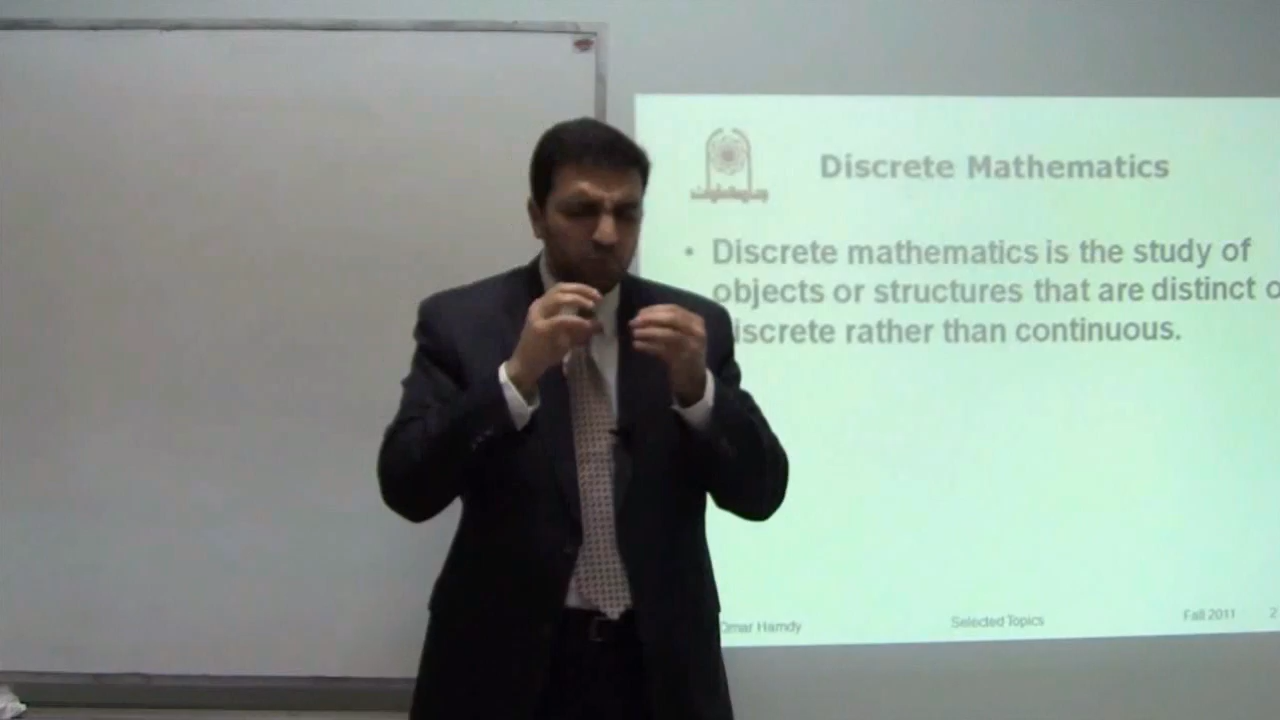 Discrete Mathematics
• Discrete mathematics is the study of
objects or structures that are distinct o
iscrete rather than continuous.
Omar Hamdy
Selected Topics
Fall 2011
2